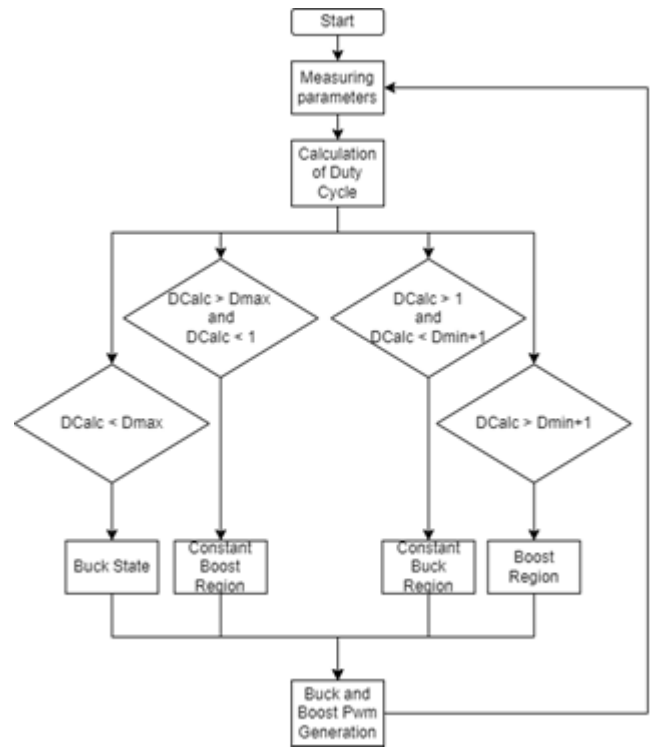 Start
Measuring
parameters
Calculation
of Duty
Cycle
DCalc > Dmax
and
DCalc < 1
DCalc > 1
and
DCalc < Dmin+1
DCalc < Dmax
DCalc > Dmin+1
Buck State
Constant
Boost
Region
Constant
Buck
Region
Boost
Region
Buck and
Boost Pwm
Generation